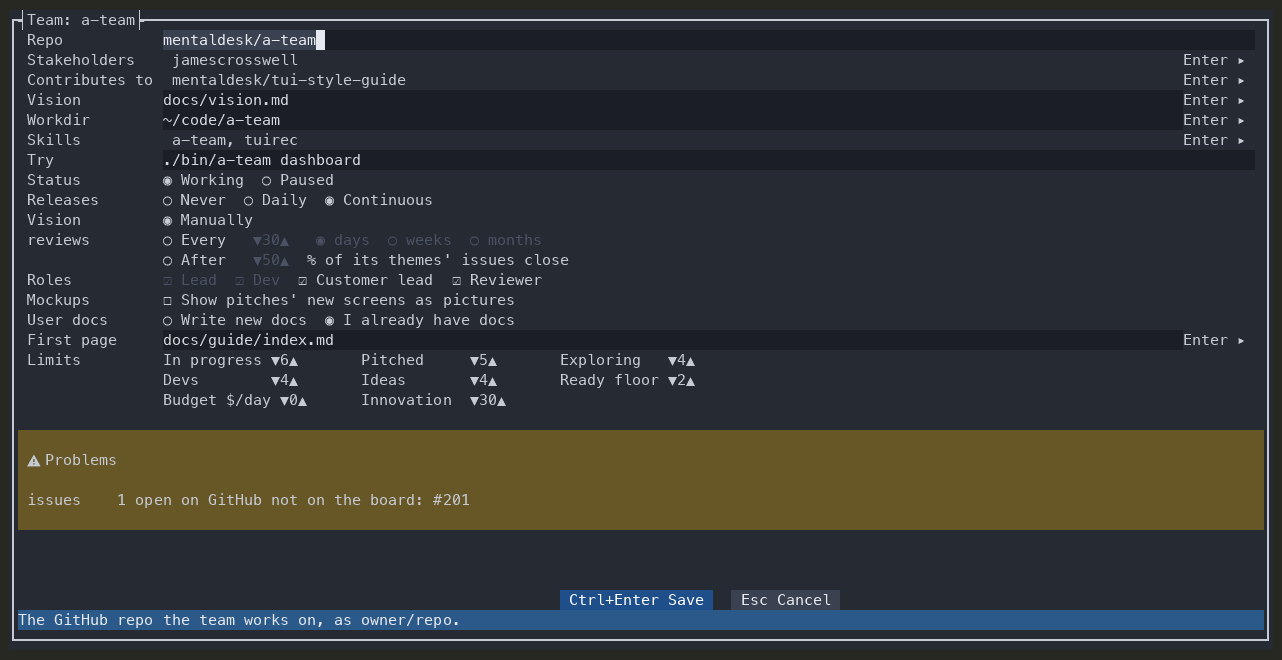 Team: a-team
Repo mentaldesk/a-team
Stakeholders jamescrosswell Enter ▸
Contributes to mentaldesk/tui-style-guide Enter ▸
Vision docs/vision.md Enter ▸
Workdir ~/code/a-team Enter ▸
Skills a-team, tuirec Enter ▸
Try ./bin/a-team dashboard
Status ◉ Working ○ Paused
Releases ○ Never ○ Daily ◉ Continuous
Vision ◉ Manually
reviews ○ Every ▼30▲ ◉ days ○ weeks ○ months
○ After ▼50▲ % of its themes' issues close
Roles ☑ Lead ☑ Dev ☑ Customer lead ☑ Reviewer
Mockups ☐ Show pitches' new screens as pictures
User docs ○ Write new docs ◉ I already have docs
First page docs/guide/index.md Enter ▸
Limits In progress ▼6▲ Pitched ▼5▲ Exploring ▼4▲
Devs ▼4▲ Ideas ▼4▲ Ready floor ▼2▲
Budget $/day ▼0▲ Innovation ▼30▲
⚠ Problems
issues 1 open on GitHub not on the board: #201
Ctrl+Enter Save Esc Cancel
The GitHub repo the team works on, as owner/repo.